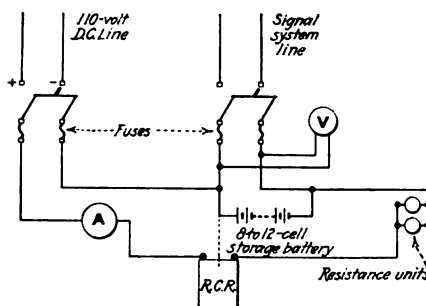 110-volt
D.C. Line
Signal
system
line
+
-
Fuses
V
A
8 to 12-cell
storage battery
R.C.R.
Resistance units